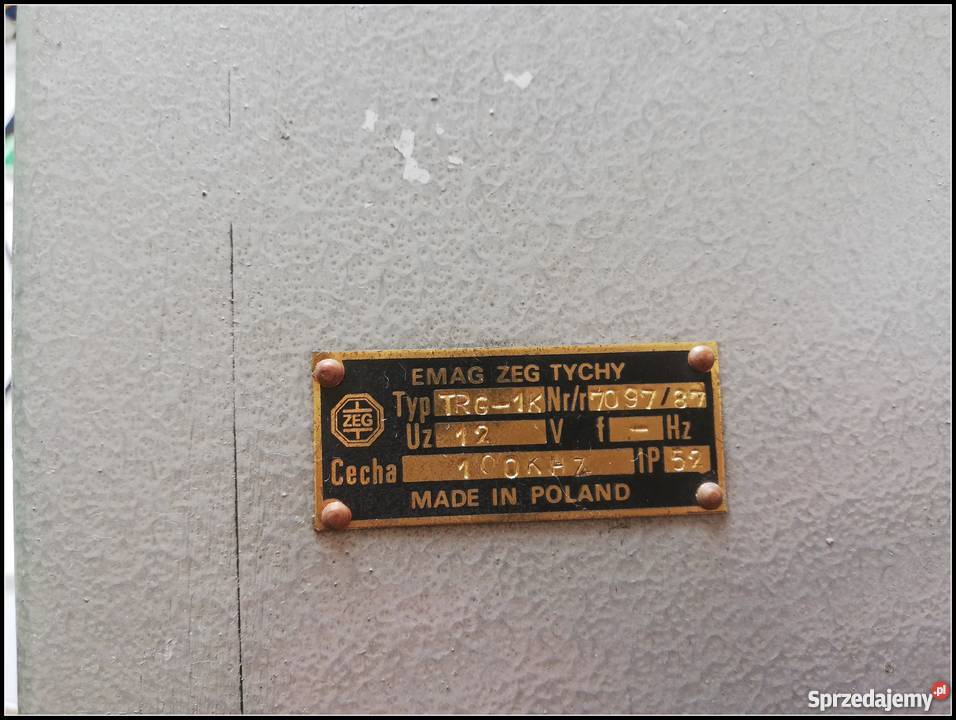 EMAG ZEG TYCHY
ZEG
Typ TRG-1K Nr/r 7097/87
Uz 12 V f - Hz
Cecha 100KHZ IP 52
MADE IN POLAND
Sprzedajemy.pl